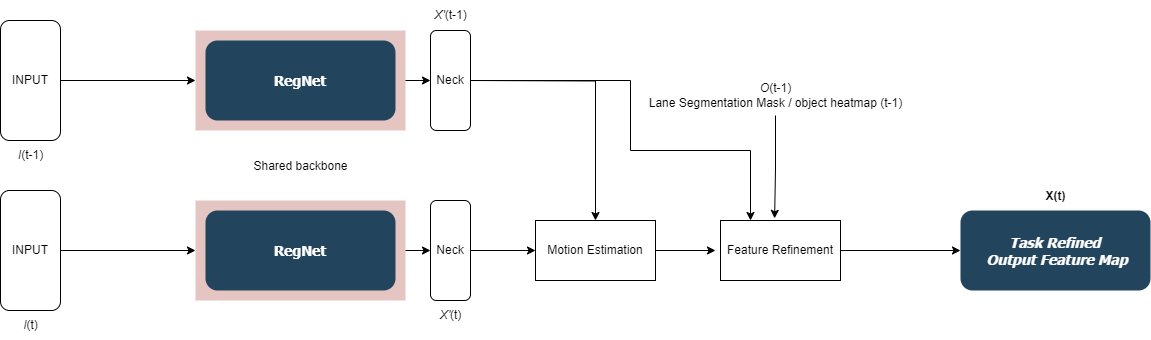 X'(t-1)
INPUT
RegNet
Neck
O(t-1)
Lane Segmentation Mask / object heatmap (t-1)
I(t-1)
Shared backbone
X(t)
INPUT
RegNet
Neck
Motion Estimation
Feature Refinement
Task Refined
Output Feature Map
X'(t)
I(t)